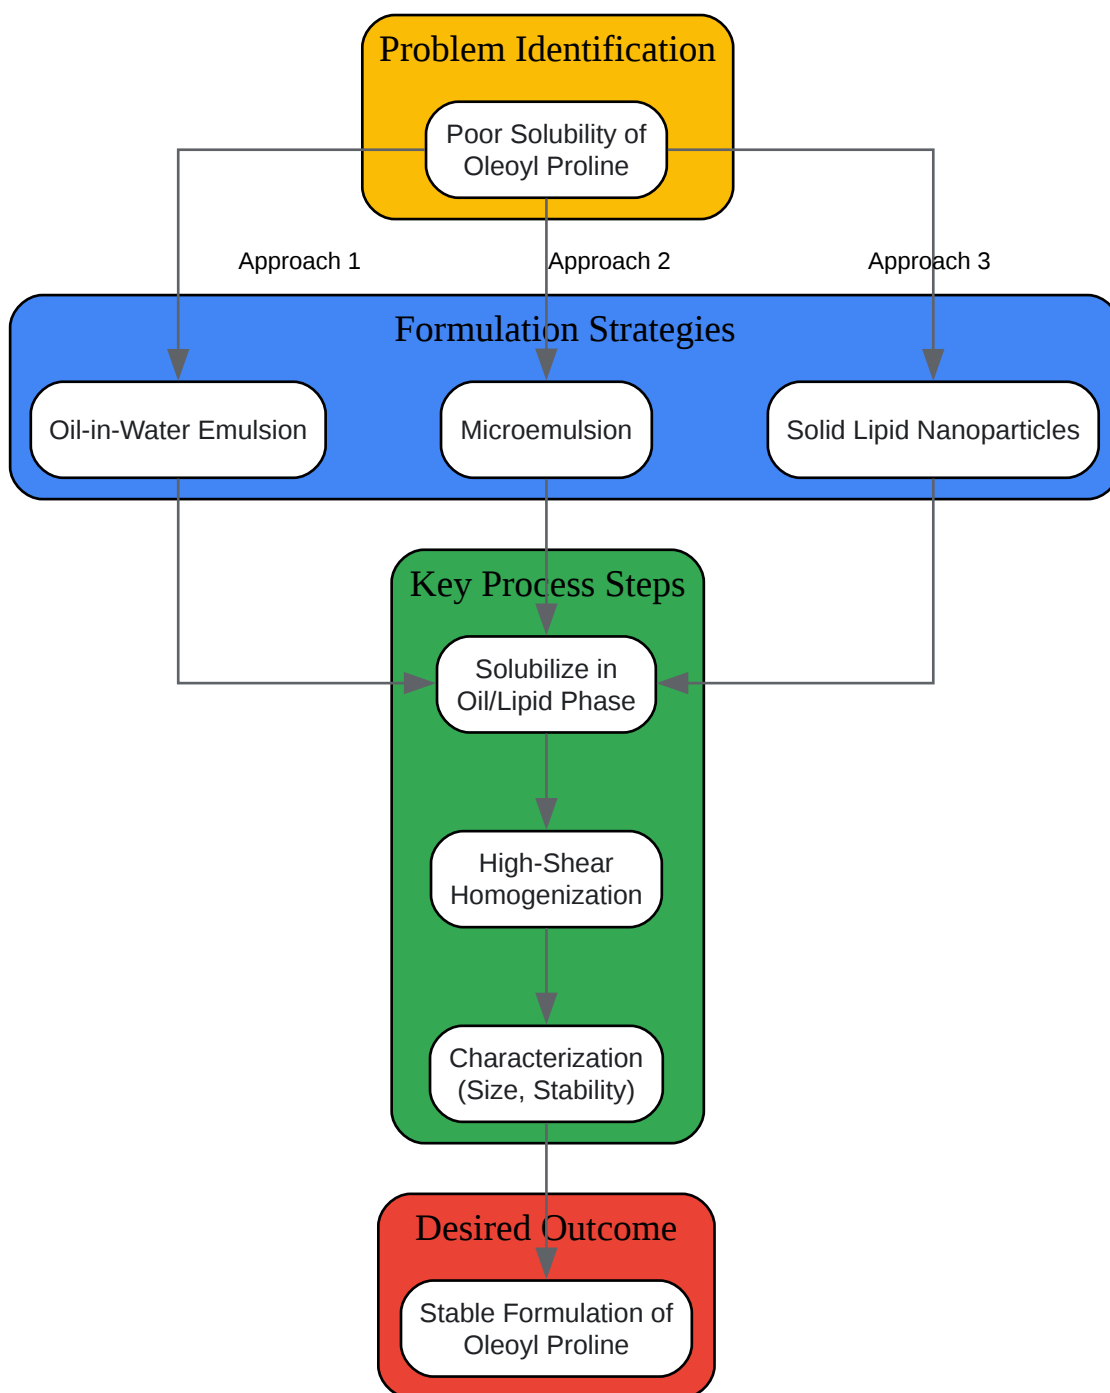 Problem Identification
Poor Solubility of
Oleoyl Proline
Approach 1
Approach 2
Approach 3
Formulation Strategies
Oil-in-Water Emulsion
Microemulsion
Solid Lipid Nanoparticles
Key Process Steps
Solubilize in
Oil/Lipid Phase
High-Shear
Homogenization
Characterization
(Size, Stability)
Desired Outcome
Stable Formulation of
Oleoyl Proline